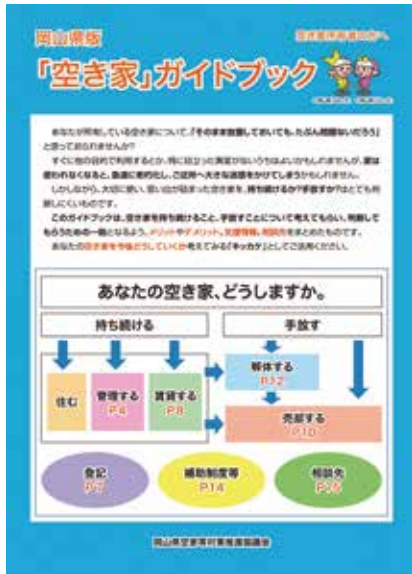 岡山県版
空き家所有者の方へ
「空き家」ガイドブック
あなたが所有している空き家について、「そのまま放置しておいても、たぶん問題ないだろう」
と思っておられませんか?
すぐに他の目的で利用するとか、特に目立った異変がないうちはよいかもしれませんが、家は
使われなくなると、急速に老朽化し、ご近所へ大きな迷惑をかけてしまうかもしれません。
しかしながら、大切に使い、思い出が詰まった空き家を、持ち続けるか?手放すか?はとても判
断しにくいものです。
このガイドブックは、空き家を持ち続けること、手放すことについて考えてもらい、判断して
もらうための一助となるよう、メリットやデメリット、支援情報、相談先をまとめたものです。
あなたの空き家を今後どうしていくか考えてみる「キッカケ」としてご活用ください。
あなたの空き家、どうしますか。
持ち続ける
手放す
住む
管理する
P.4
賃貸する
P.8
解体する
P.12
売却する
P.10
登記
補助制度等
P.14
相談先
岡山県空家等対策推進協議会